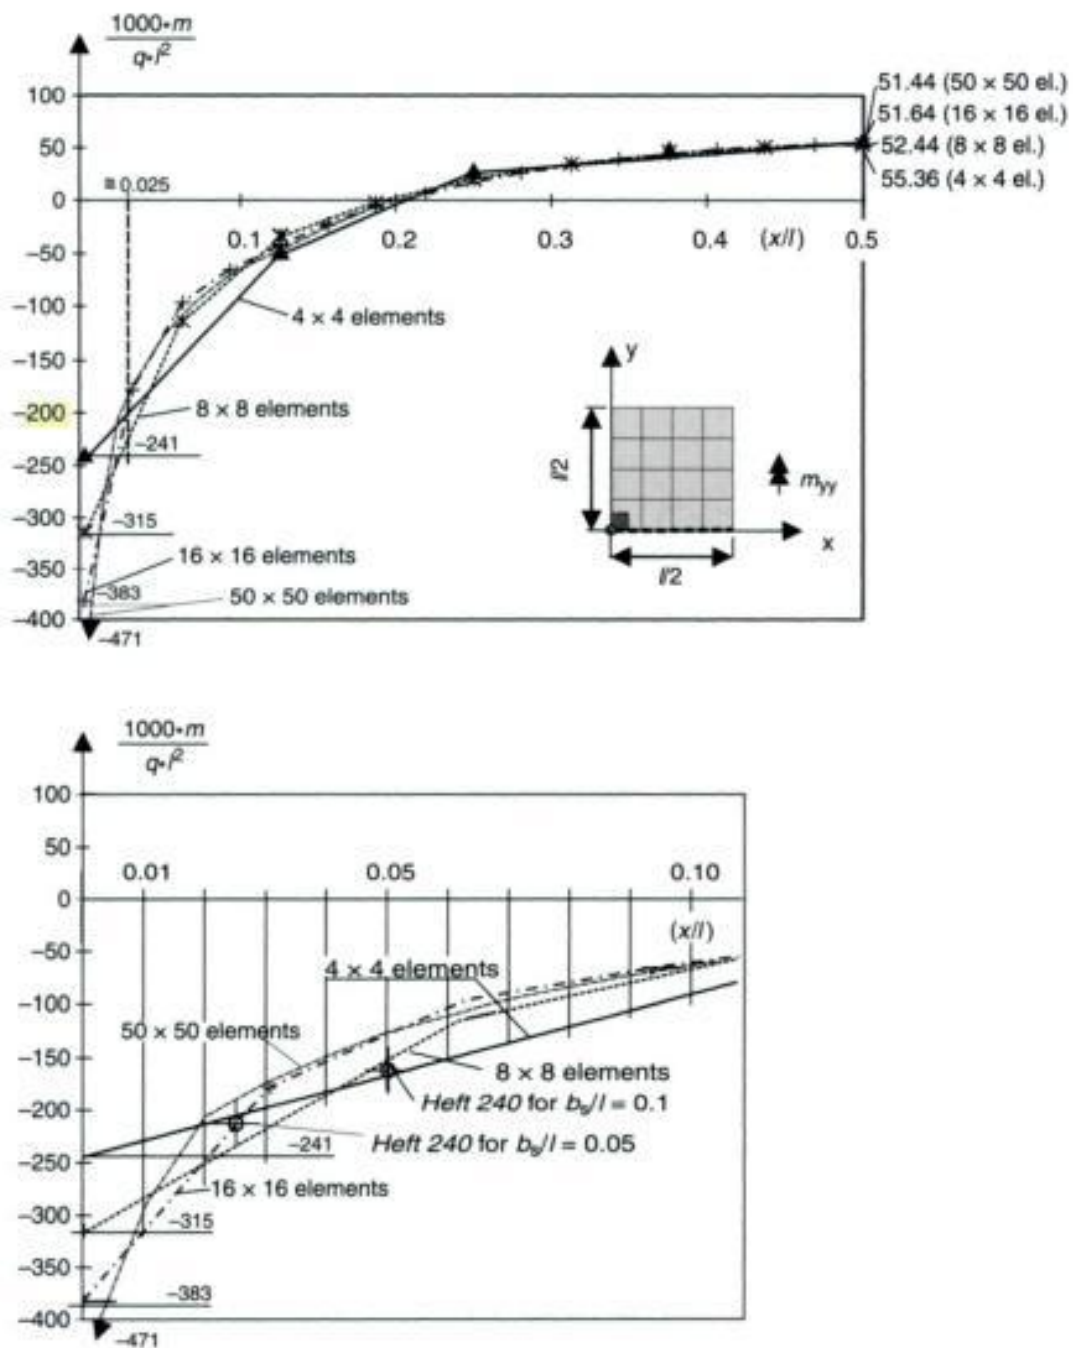 1000•m
q•l²
100
50
0
−50
−100
−150
−200
−250
−300
−350
−400
≅ 0.025
0.1
0.2
0.3
0.4
(x/l)
0.5
51.44 (50 × 50 el.)
51.64 (16 × 16 el.)
52.44 (8 × 8 el.)
55.36 (4 × 4 el.)
4 × 4 elements
8 × 8 elements
−241
−315
16 × 16 elements
−383
50 × 50 elements
−471
y
l/2
m_yy
x
l/2
1000•m
q•l²
100
50
0
−50
−100
−150
−200
−250
−300
−350
−400
0.01
0.05
0.10
(x/l)
4 × 4 elements
50 × 50 elements
8 × 8 elements
Heft 240 for b_s/l = 0.1
Heft 240 for b_s/l = 0.05
−241
16 × 16 elements
−315
−383
−471